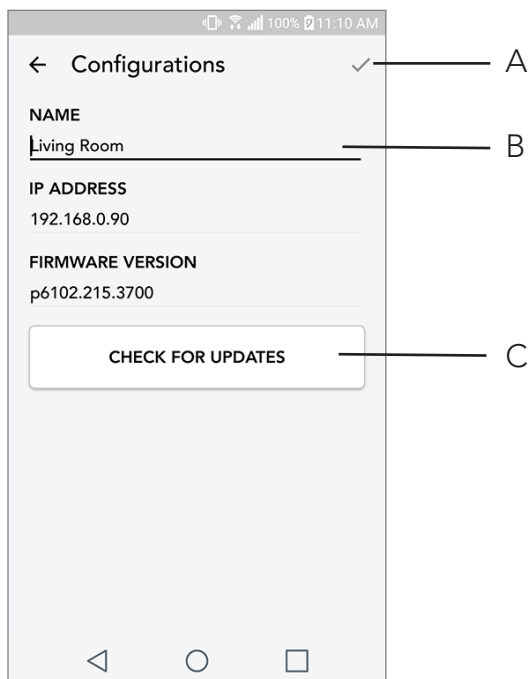 100% 11:10 AM
Configurations A
NAME
Living Room B
IP ADDRESS
192.168.0.90
FIRMWARE VERSION
p6102.215.3700
CHECK FOR UPDATES C